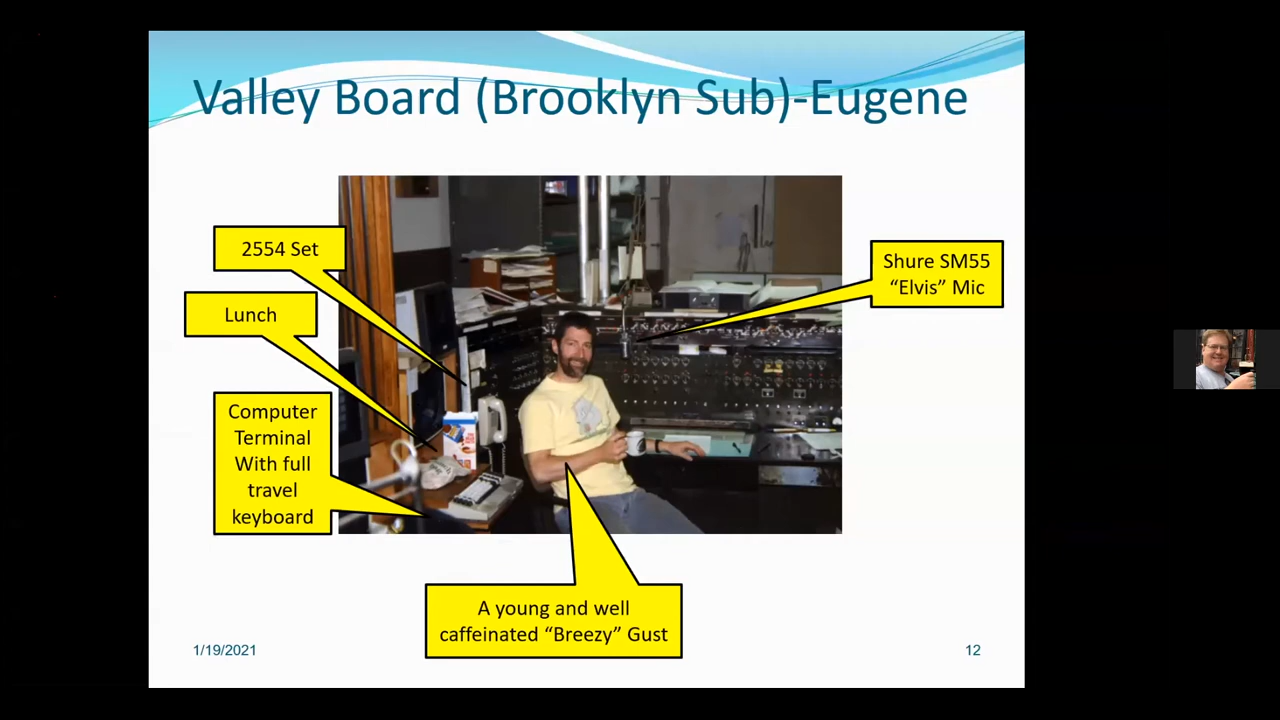 Valley Board (Brooklyn Sub)-Eugene
2554 Set
Lunch
Computer
Terminal
With full
travel
keyboard
Shure SM55
“Elvis” Mic
A young and well
caffeinated “Breezy” Gust
1/19/2021
12